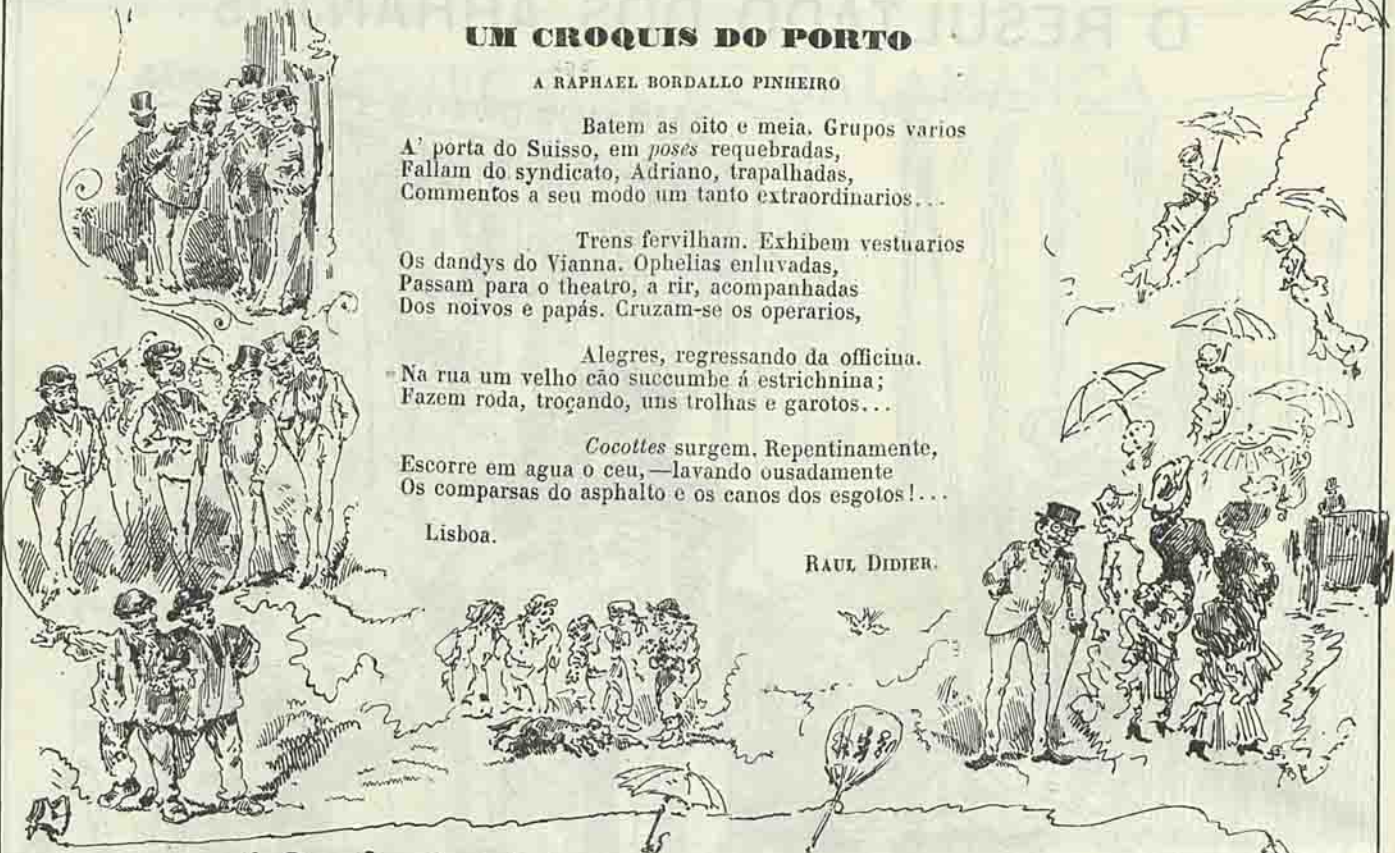 UM CROQUIS DO PORTO
A RAPHAEL BORDALLO PINHEIRO
Batem as oito e meia. Grupos varios
A' porta do Suisso, em poses requebradas,
Fallam do syndicato, Adriano, trapalhadas,
Commentos a seu modo um tanto extraordinarios...
Trens fervilham. Exhibem vestuarios
Os dandys do Vianna. Ophelias enluvadas,
Passam para o theatro, a rir, acompanhadas
Dos noivos e papás. Cruzam-se os operarios,
Alegres, regressando da officina.
Na rua um velho cão succumbe á estrichnina;
Fazem roda, troçando, uns trolhas e garotos...
Cocottes surgem. Repentinamente,
Escorre em agua o ceu,—lavando ousadamente
Os comparsas do asphalto e os canos dos esgotos!...
Lisboa.
RAUL DIDIER.